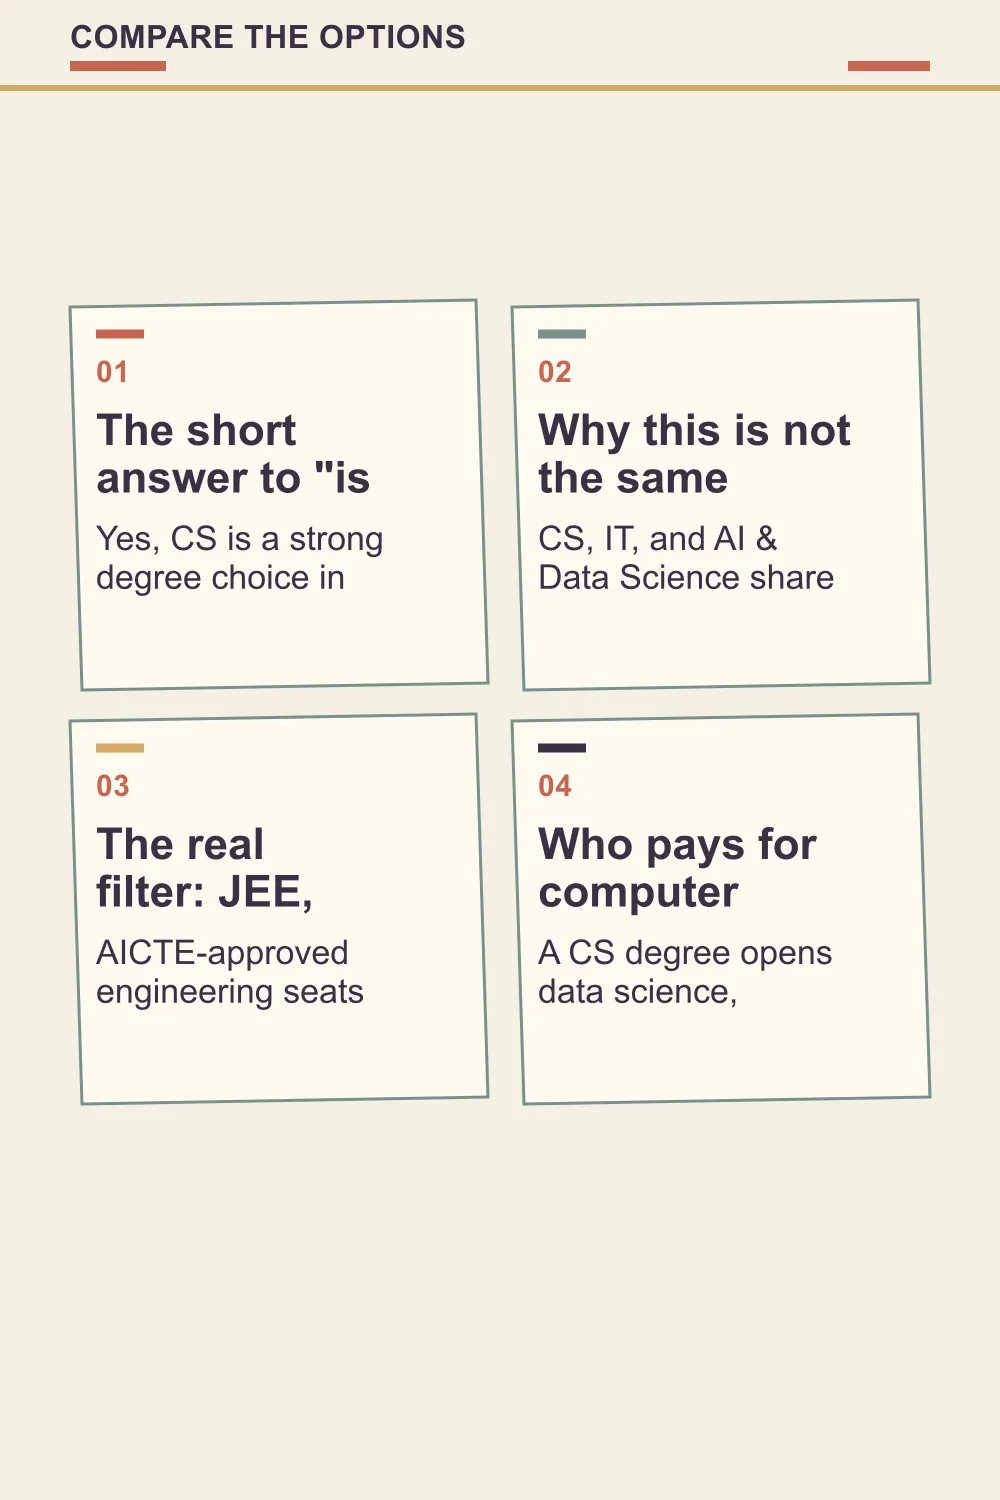 COMPARE THE OPTIONS
01
The short
answer to "is
Yes, CS is a strong
degree choice in
02
Why this is not
the same
CS, IT, and AI &
Data Science share
03
The real
filter: JEE,
AICTE-approved
engineering seats
04
Who pays for
computer
A CS degree opens
data science,